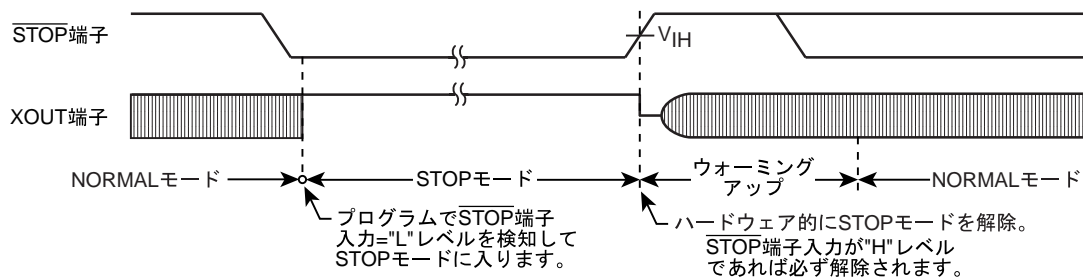 STOP端子
VIH
XOUT端子
NORMALモード
STOPモード
ウォーミング
アップ
NORMALモード
プログラムでSTOP端子
入力="L"レベルを検知して
STOPモードに入ります。
ハードウェア的にSTOPモードを解除。
STOP端子入力が"H"レベル
であれば必ず解除されます。